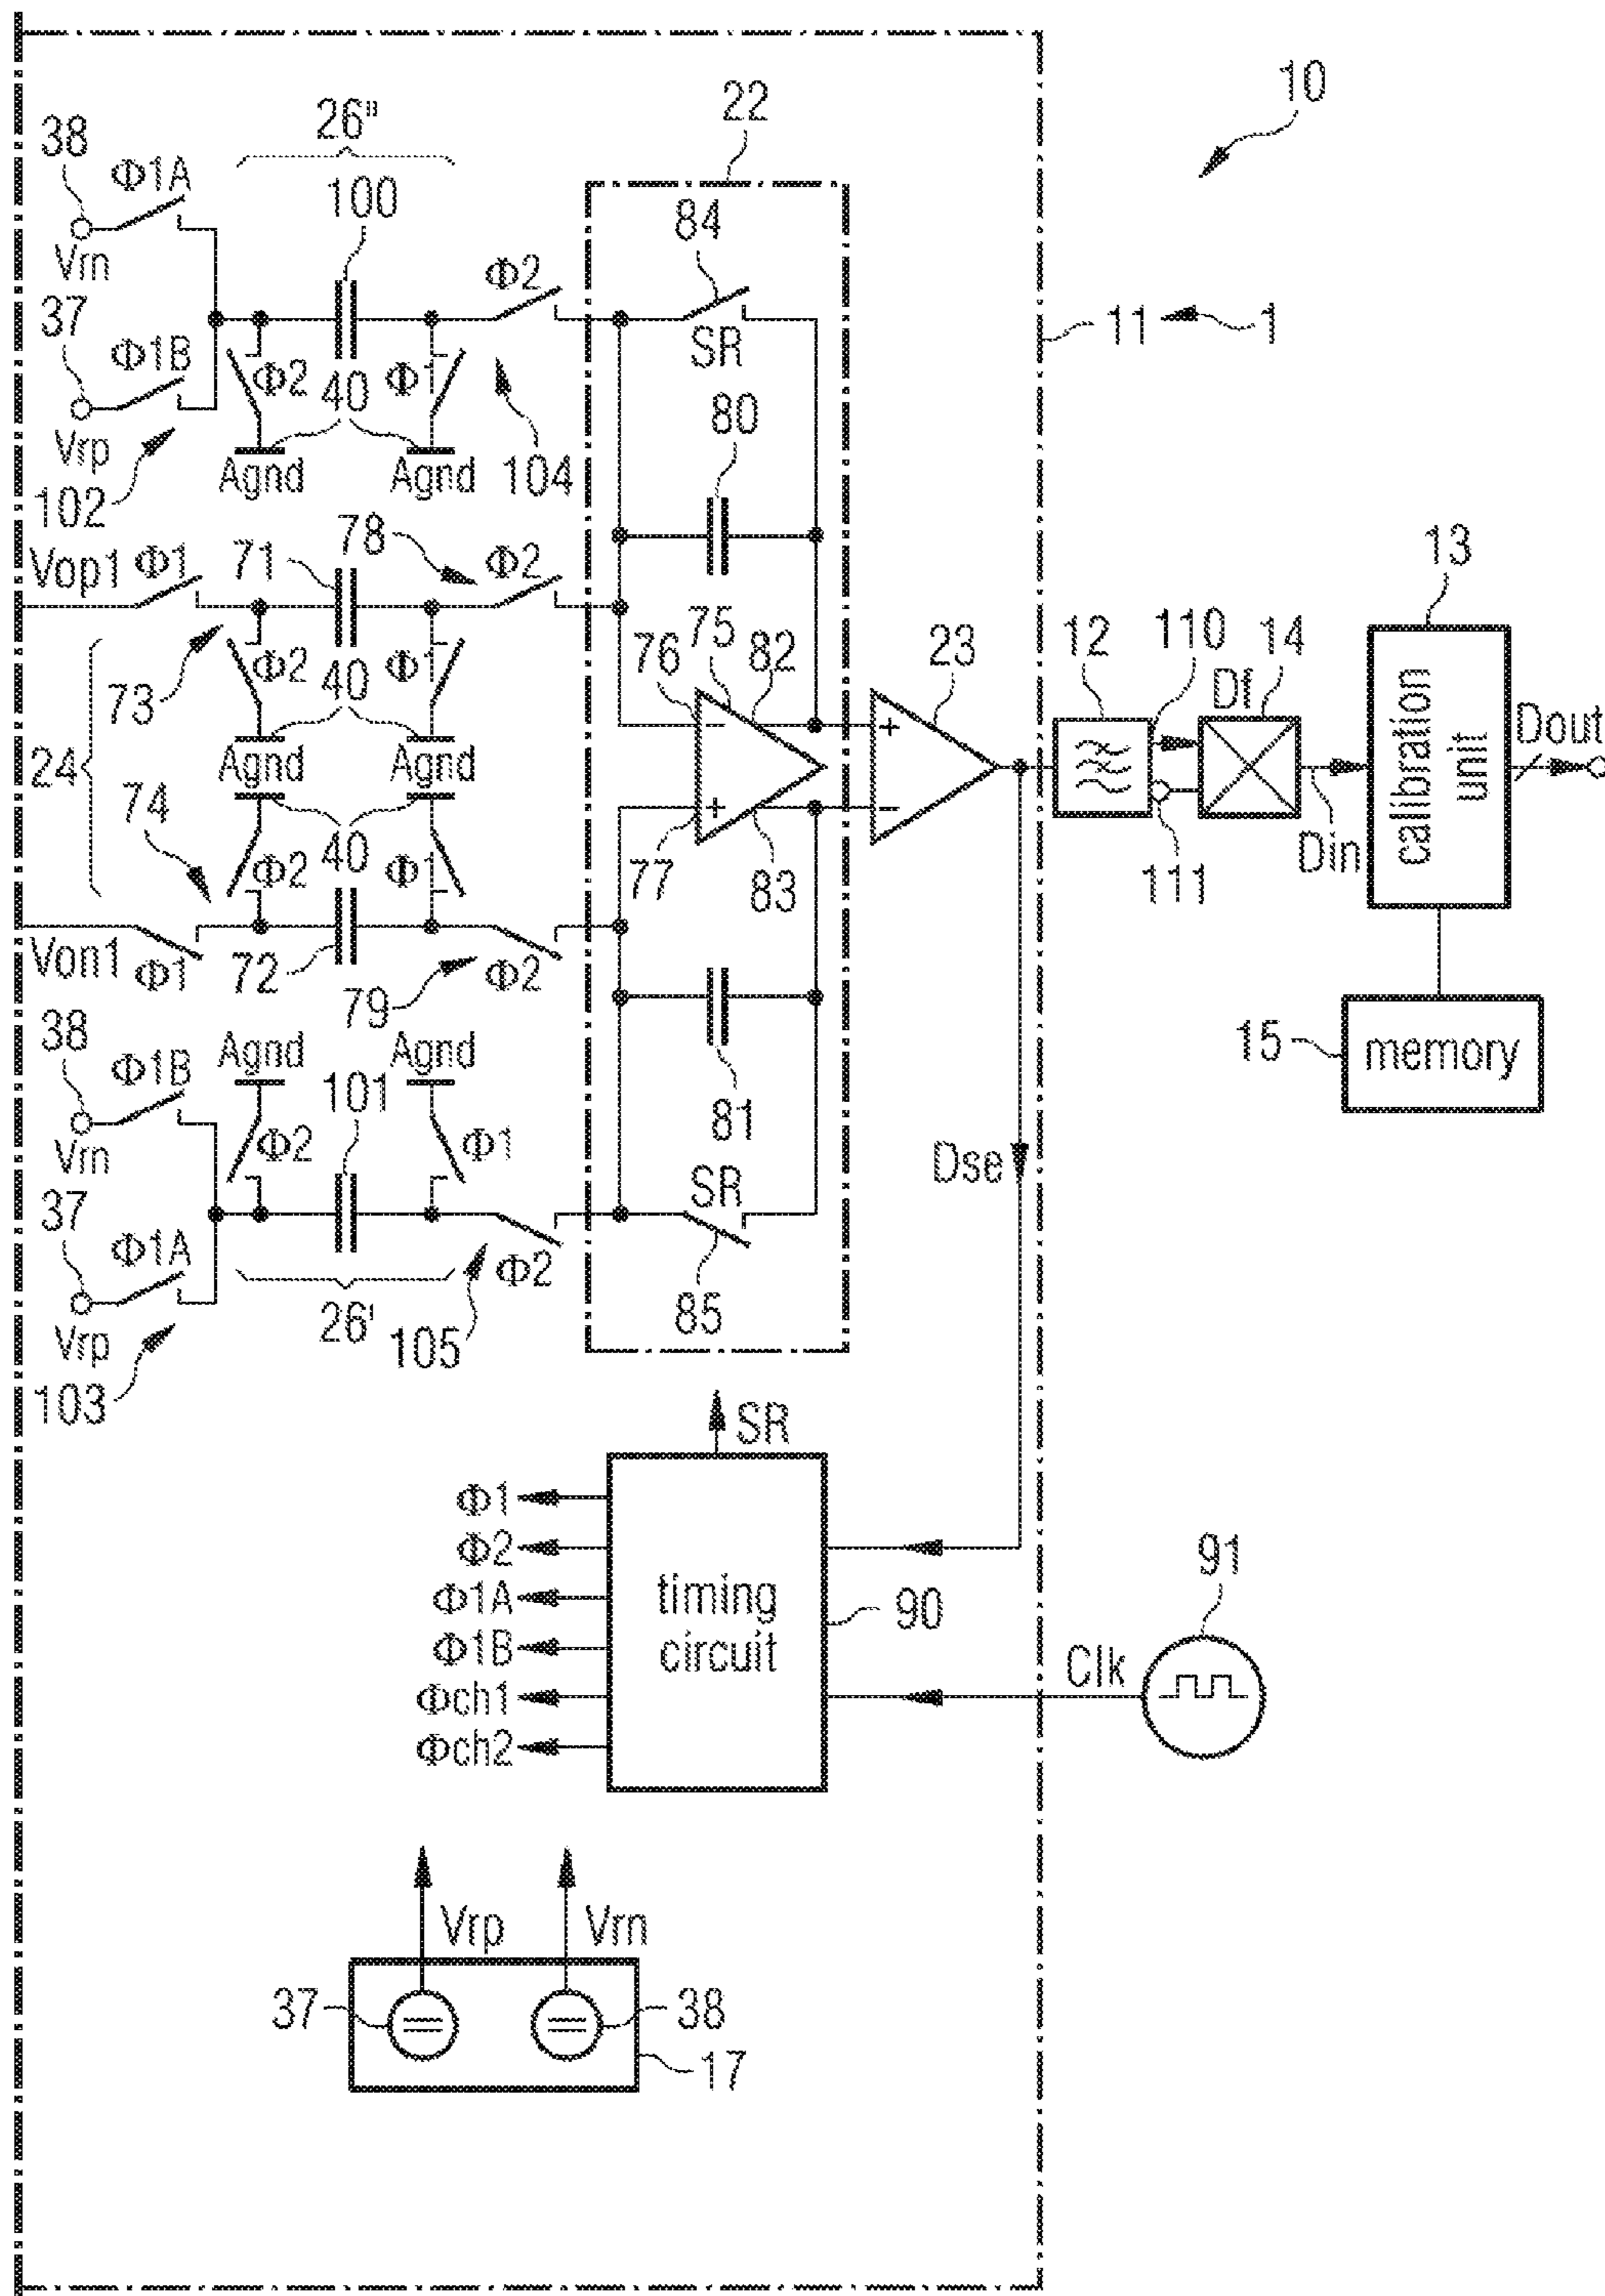 10
22
26"
38
Φ1A
100
84
Vrn
Φ2
37
11
1
Φ1B
SR
Φ2
40
Φ1
80
Vrp
Agnd
Agnd
104
102
78
13
Vop1
Φ1
71
Φ2
75
23
12
110
14
76
82
Φ2
40
Φ1
Df
73
calibration
unit
Dout
24
Agnd
Agnd
74
Din
Φ2
40
Φ1
77
83
111
Von1
Φ1
72
79
Φ2
38
Agnd
Agnd
15
memory
Φ1B
101
81
Vrn
Φ2
Φ1
Dse
37
SR
Φ1A
Φ2
26'
105
85
Vrp
103
SR
Φ1
Φ2
91
Φ1A
timing
circuit
90
Φ1B
Clk
Φch1
Φch2
Vrp
Vrn
37
38
17